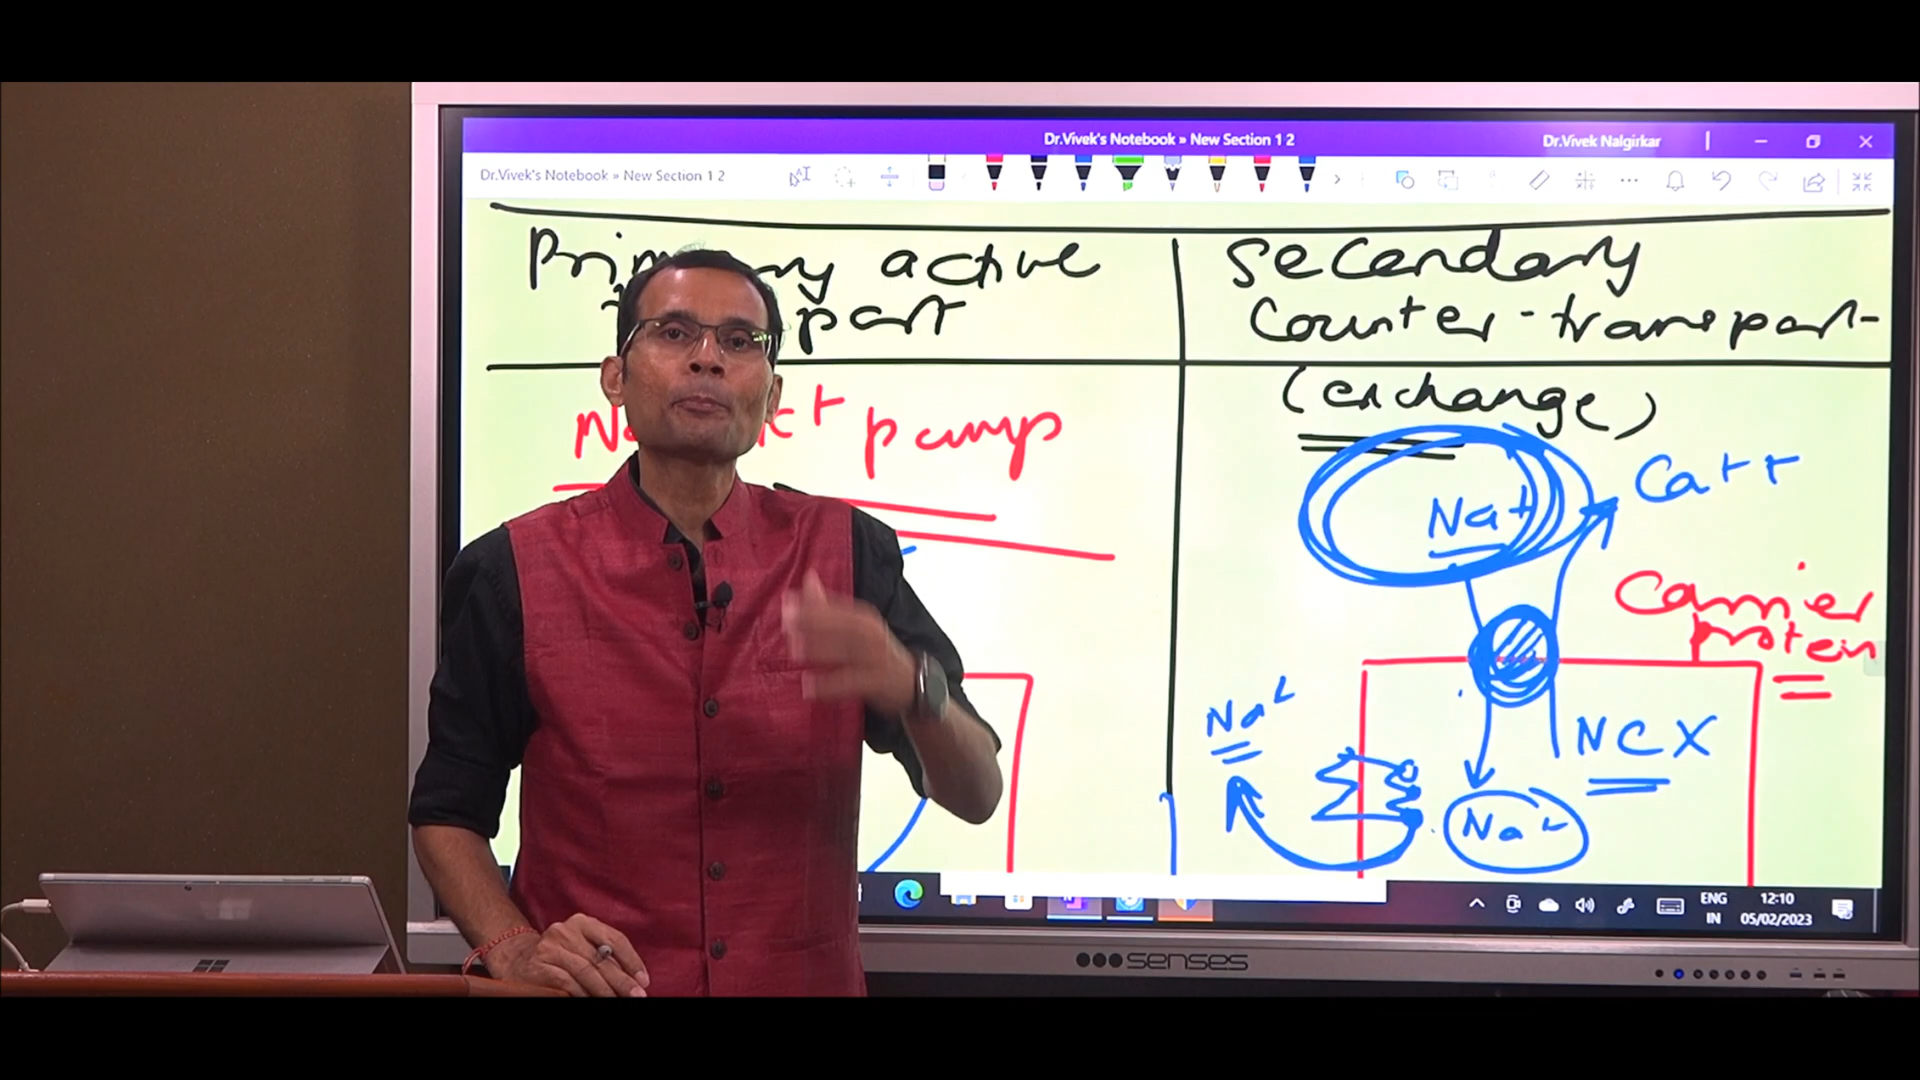 Dr.Vivek's Notebook » New Section 1 2
Dr.Vivek Nalgirkar
Dr.Vivek's Notebook » New Section 1 2
active
Secondary
Counter-transport
(exchange)
K+ pump
Na+
Ca++
Carrier
protein
Na+
NCX
Na+
ENG
IN
12:10
05/02/2023
senses